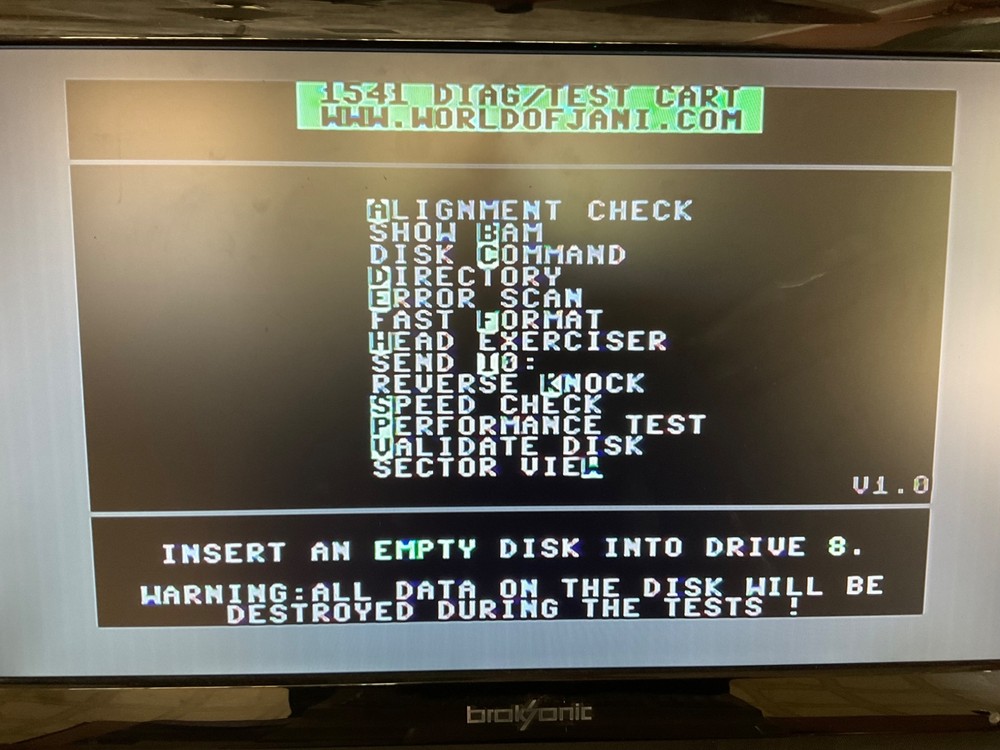 1541 DIAG/TEST CART
WWW.WORLDOFJANI.COM
ALIGNMENT CHECK
SHOW BAM
DISK COMMAND
DIRECTORY
ERROR SCAN
FAST FORMAT
HEAD EXERCISER
SEND U0:
REVERSE KNOCK
SPEED CHECK
PERFORMANCE TEST
VALIDATE DISK
SECTOR VIEW
V1.0
INSERT AN EMPTY DISK INTO DRIVE 8.
WARNING:ALL DATA ON THE DISK WILL BE
DESTROYED DURING THE TESTS !
broksonic